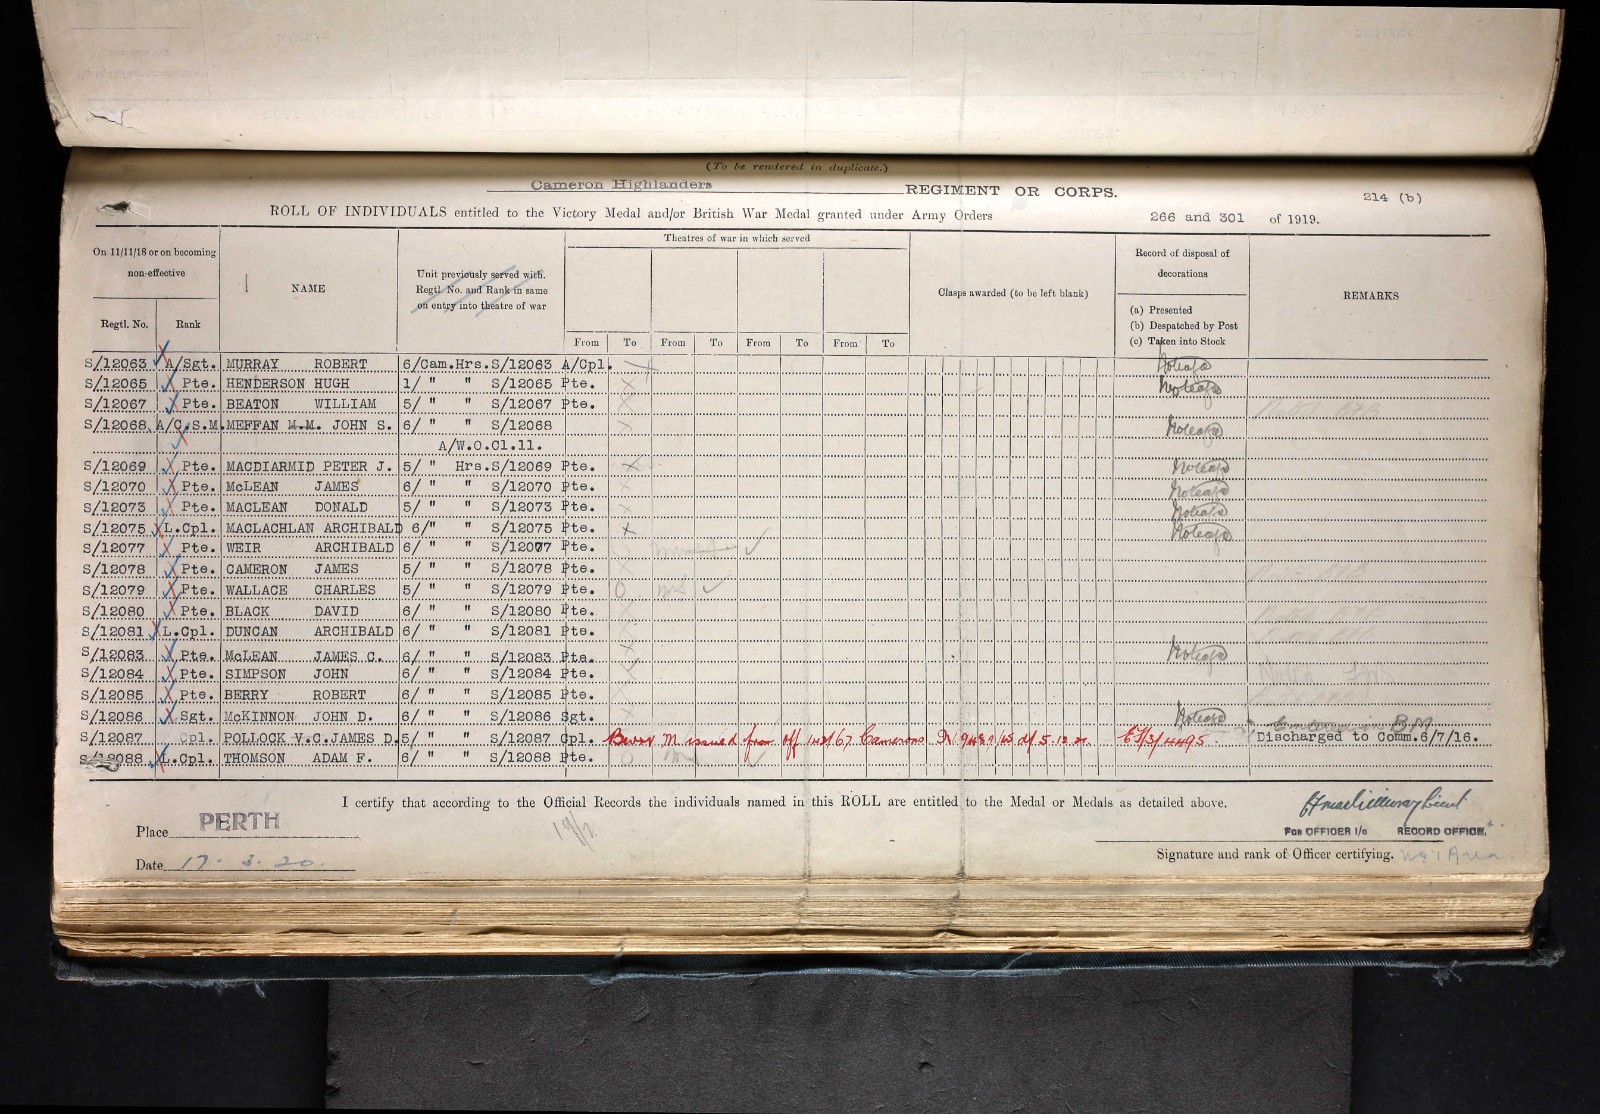 (To be rendered in duplicate.)
Cameron Highlanders REGIMENT OR CORPS. 214 (b)
ROLL OF INDIVIDUALS entitled to the Victory Medal and/or British War Medal granted under Army Orders 266 and 301 of 1919.
On 11/11/18 or on becoming non-effective
Regtl. No. Rank
NAME
Unit previously served with. Regtl. No. and Rank in same on entry into theatre of war
Theatres of war in which served
From To From To From To From To
Clasps awarded (to be left blank)
Record of disposal of decorations
(a) Presented
(b) Despatched by Post
(c) Taken into Stock
REMARKS
S/12063 A/Sgt. MURRAY ROBERT 6/Cam.Hrs.S/12063 A/Cpl.
S/12065 Pte. HENDERSON HUGH 1/ " " S/12065 Pte.
S/12067 Pte. BEATON WILLIAM 5/ " " S/12067 Pte.
S/12068 A/C.S.M. MEFFAN M.M. JOHN S. 6/ " " S/12068
A/W.O.Cl.11.
S/12069 Pte. MACDIARMID PETER J. 5/ " Hrs.S/12069 Pte.
S/12070 Pte. McLEAN JAMES 6/ " " S/12070 Pte.
S/12073 Pte. MACLEAN DONALD 5/ " " S/12073 Pte.
S/12075 L.Cpl. MACLACHLAN ARCHIBALD 6/ " " S/12075 Pte.
S/12077 Pte. WEIR ARCHIBALD 6/ " " S/12077 Pte.
S/12078 Pte. CAMERON JAMES 5/ " " S/12078 Pte.
S/12079 Pte. WALLACE CHARLES 5/ " " S/12079 Pte.
S/12080 Pte. BLACK DAVID 6/ " " S/12080 Pte.
S/12081 L.Cpl. DUNCAN ARCHIBALD 6/ " " S/12081 Pte.
S/12083 Pte. McLEAN JAMES C. 6/ " " S/12083 Pte.
S/12084 Pte. SIMPSON JOHN 6/ " " S/12084 Pte.
S/12085 Pte. BERRY ROBERT 6/ " " S/12085 Pte.
S/12086 Sgt. McKINNON JOHN D. 6/ " " S/12086 Sgt.
S/12087 Cpl. POLLOCK V.C.JAMES D. 5/ " " S/12087 Cpl. issued from off Camerons 5.12.21. Discharged to Comm.6/7/16.
S/12088 L.Cpl. THOMSON ADAM F. 6/ " " S/12088 Pte.
I certify that according to the Official Records the individuals named in this ROLL are entitled to the Medal or Medals as detailed above.
Place PERTH
FOR OFFICER I/c RECORD OFFICE.
Date 17.3.20.
Signature and rank of Officer certifying. No 1 Area